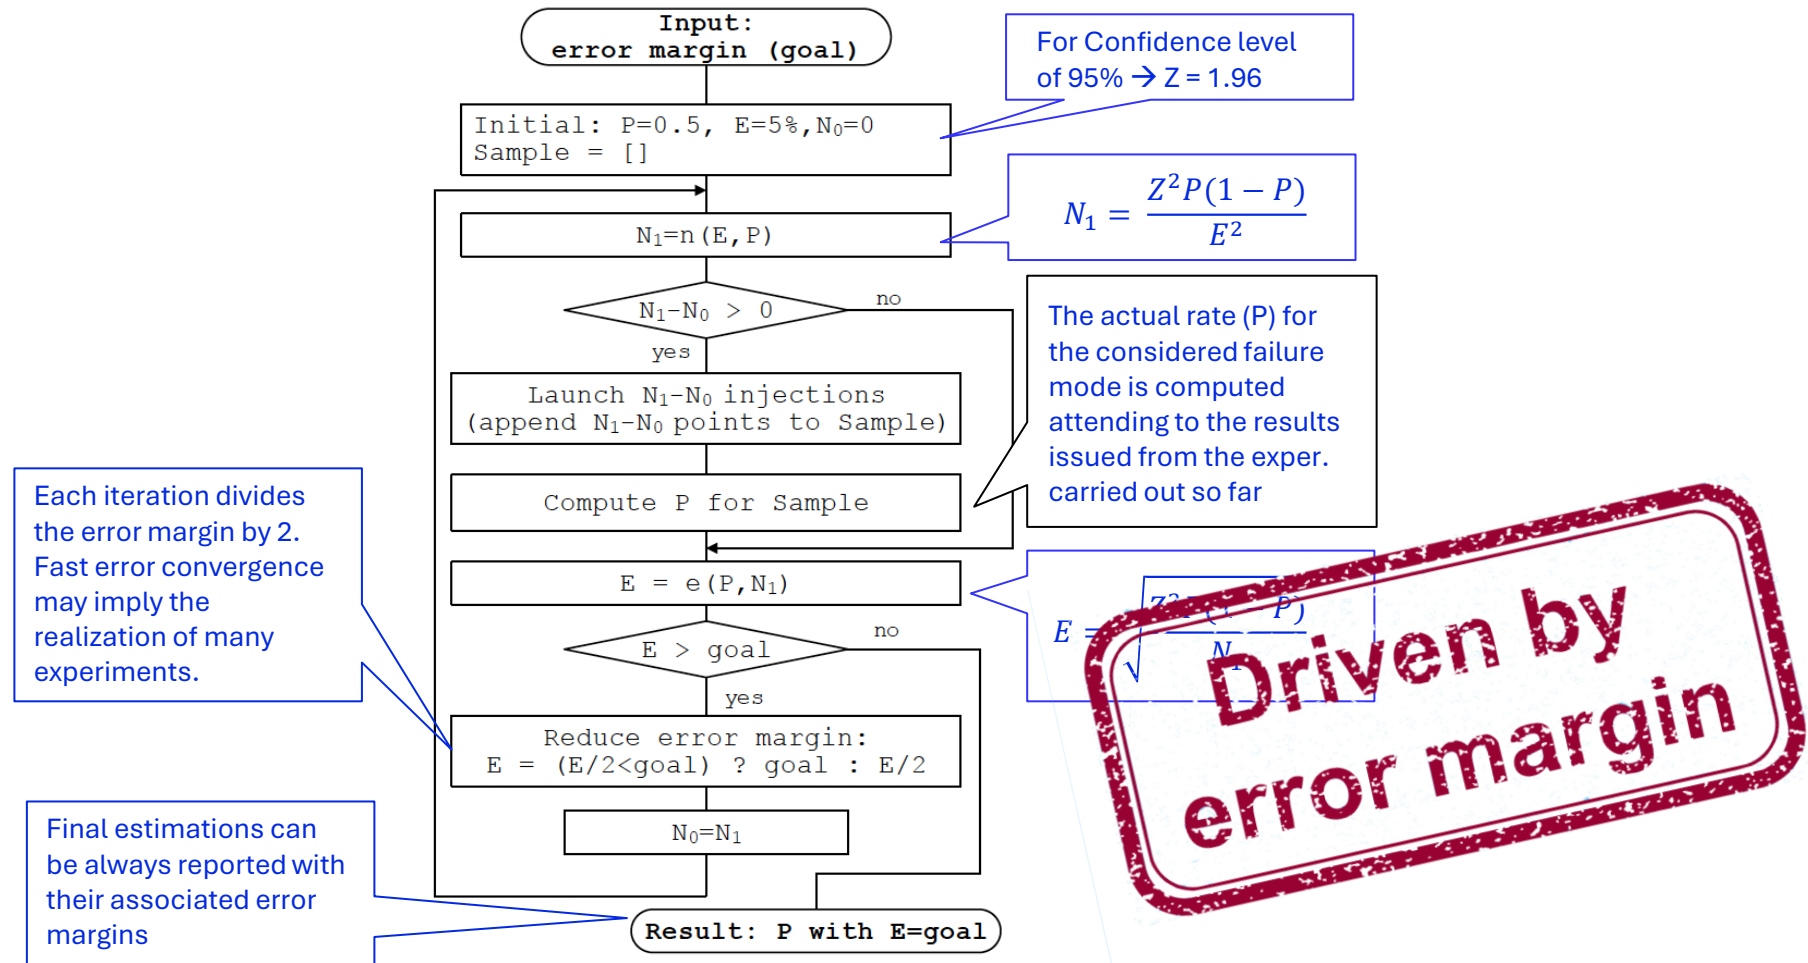 Input:
error margin (goal)
For Confidence level
of 95% → Z = 1.96
Initial: P=0.5, E=5%,N₀=0
Sample = []
N₁=n(E,P)
N₁ = Z²P(1 − P) / E²
N₁−N₀ > 0
no
yes
The actual rate (P) for
the considered failure
mode is computed
attending to the results
issued from the exper.
carried out so far
Launch N₁−N₀ injections
(append N₁−N₀ points to Sample)
Compute P for Sample
Each iteration divides
the error margin by 2.
Fast error convergence
may imply the
realization of many
experiments.
E = e(P,N₁)
E = √(Z²P(1 − P) / N₁)
E > goal
no
yes
Driven by
error margin
Reduce error margin:
E = (E/2<goal) ? goal : E/2
N₀=N₁
Final estimations can
be always reported with
their associated error
margins
Result: P with E=goal